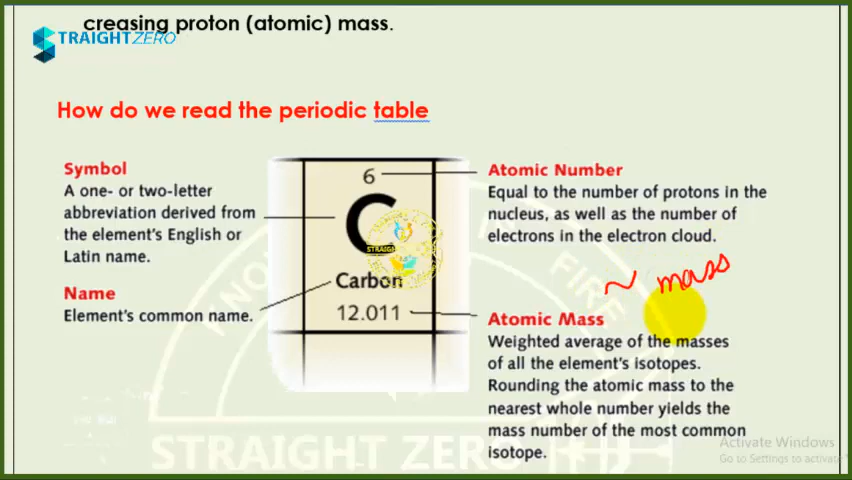 creasing proton (atomic) mass.
STRAIGHTZERO
How do we read the periodic table
Symbol
A one- or two-letter
abbreviation derived from
the element's English or
Latin name.
Name
Element's common name.
6
C
STRAIGH
Carbon
12.011
Atomic Number
Equal to the number of protons in the
nucleus, as well as the number of
electrons in the electron cloud.
~ mass
Atomic Mass
Weighted average of the masses
of all the element's isotopes.
Rounding the atomic mass to the
nearest whole number yields the
mass number of the most common
isotope.
FIRE
STRAIGHT ZERO
Activate Windows
Go to Settings to activate